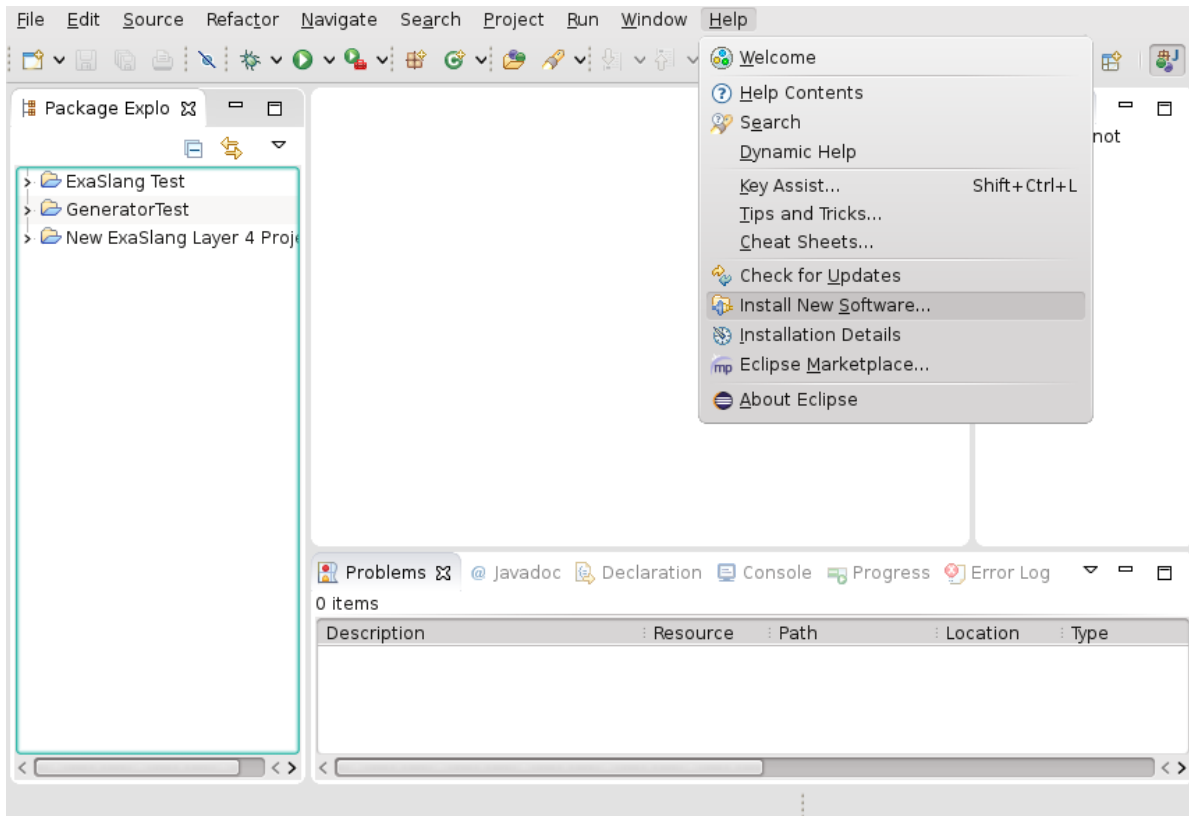 File Edit Source Refactor Navigate Search Project Run Window Help
Welcome
Help Contents
Search
Dynamic Help
Key Assist... Shift+Ctrl+L
Tips and Tricks...
Cheat Sheets...
Check for Updates
Install New Software...
Installation Details
mp Eclipse Marketplace...
About Eclipse
Package Explo
ExaSlang Test
GeneratorTest
New ExaSlang Layer 4 Proje
not
Problems @ Javadoc Declaration Console Progress Error Log
0 items
Description Resource Path Location Type